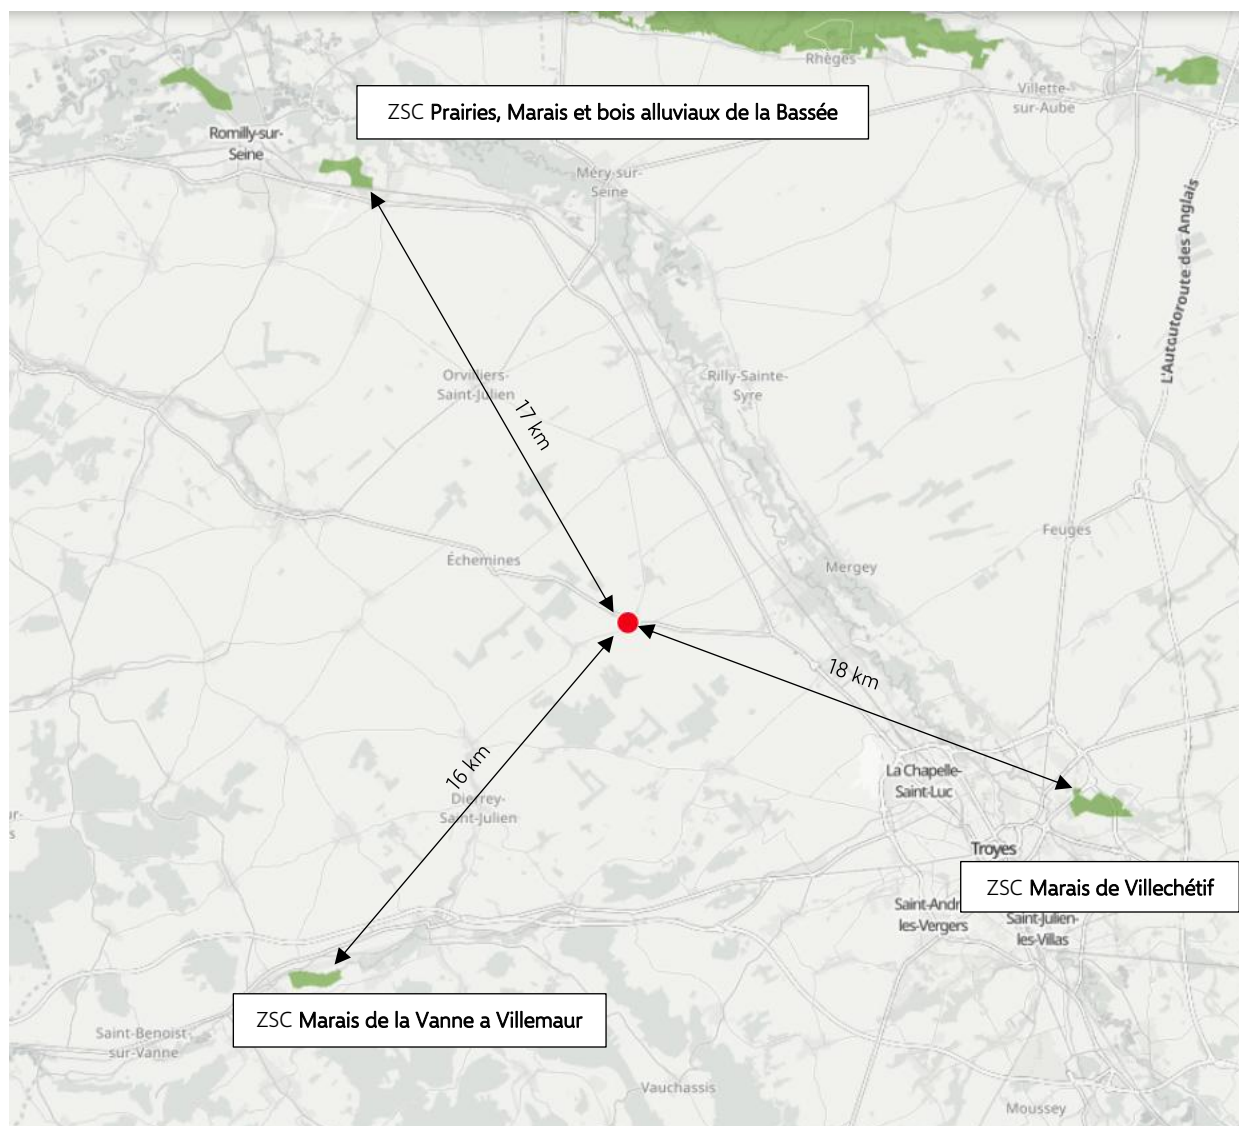 Rhèges
Villette-
sur-Aube
ZSC Prairies, Marais et bois alluviaux de la Bassée
Romilly-sur-
Seine
Méry-sur-
Seine
L'Autoutoroute des Anglais
Orvilliers-
Saint-Julien
Rilly-Sainte-
Syre
17 km
Feuges
Échemines
Mergey
18 km
16 km
La Chapelle-
Saint-Luc
Dierrey-
Saint-Julien
ur-
s
Troyes
ZSC Marais de Villechétif
Saint-Andr
les-Vergers
Saint-Julien-
les-Villas
ZSC Marais de la Vanne a Villemaur
Saint-Benoist-
sur-Vanne
Vauchassis
Moussey